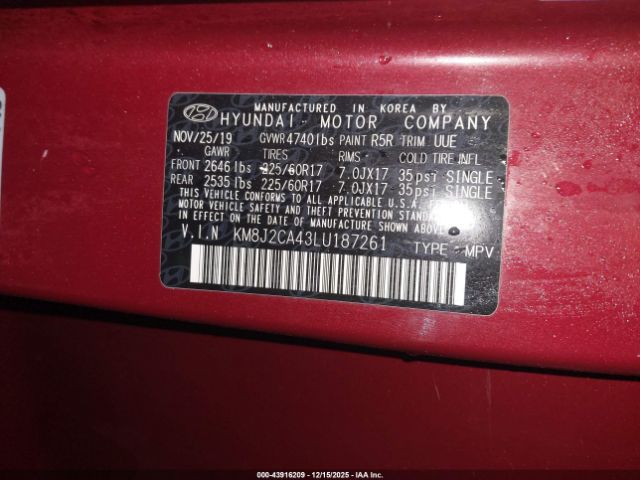 MANUFACTURED IN KOREA BY
HYUNDAI MOTOR COMPANY
NOV/25/19 GVWR 4740lbs PAINT R5R TRIM UUE
GAWR TIRES RIMS COLD TIRE INFL.
FRONT 2646 lbs 225/60R17 7.0JX17 35psi SINGLE
REAR 2535 lbs 225/60R17 7.0JX17 35psi SINGLE
THIS VEHICLE CONFORMS TO ALL APPLICABLE U.S.A. FEDERAL
MOTOR VEHICLE SAFETY AND THEFT PREVENTION STANDARDS
IN EFFECT ON THE DATE OF MANUFACTURE SHOWN ABOVE.
V.I.N KM8J2CA43LU187261 TYPE - MPV
000-43916209 - 12/15/2025 - IAA Inc.